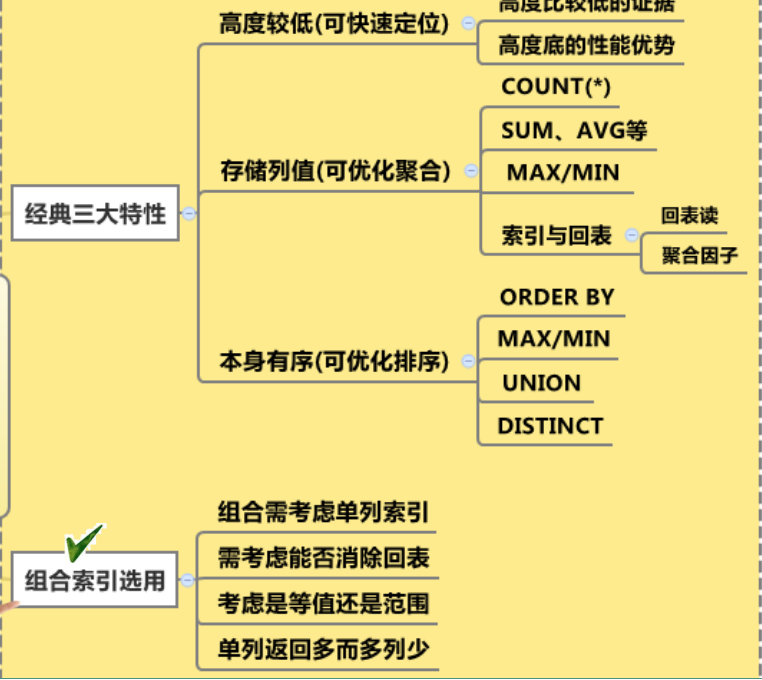 高度比较低的证据
高度较低(可快速定位)
高度底的性能优势
COUNT(*)
SUM、AVG等
存储列值(可优化聚合)
MAX/MIN
经典三大特性
回表读
索引与回表
聚合因子
ORDER BY
MAX/MIN
本身有序(可优化排序)
UNION
DISTINCT
组合需考虑单列索引
需考虑能否消除回表
组合索引选用
考虑是等值还是范围
单列返回多而多列少